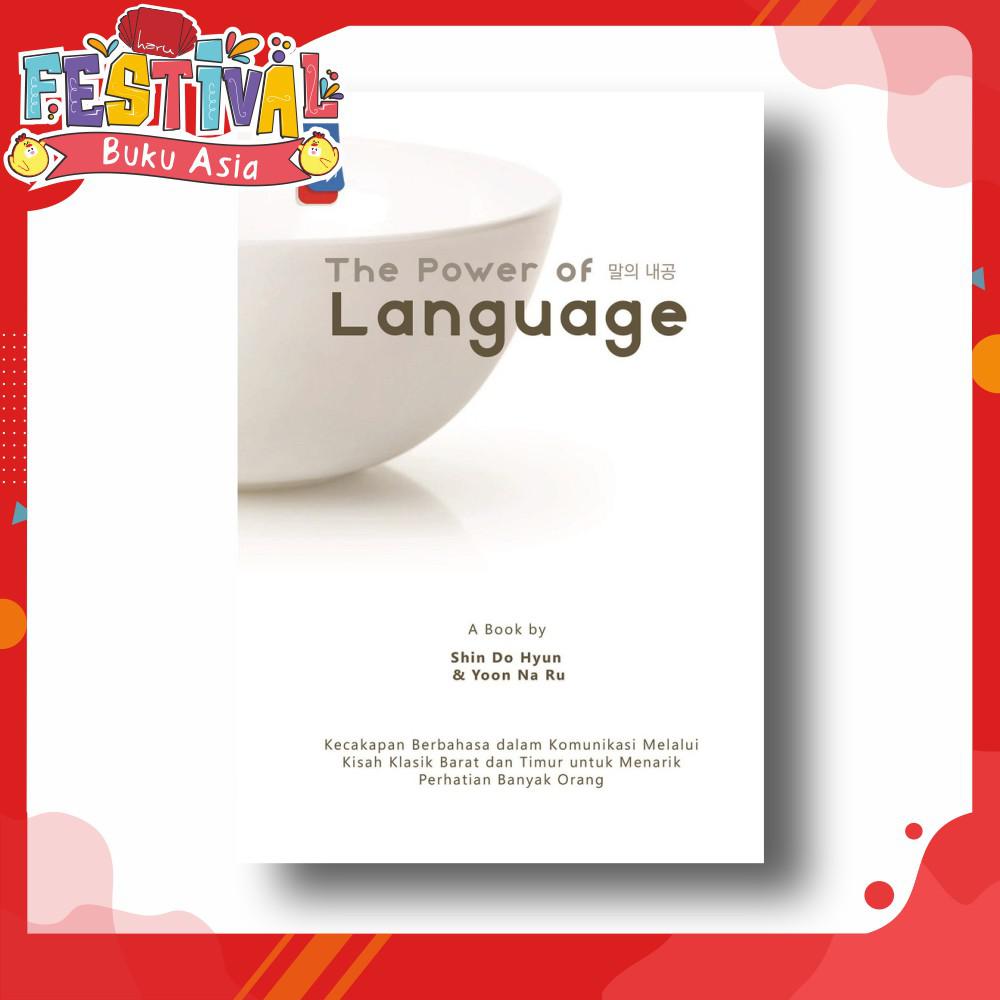 haru
FESTIVAL
Buku Asia
The Power of 말의 내공
Language
A Book by
Shin Do Hyun
& Yoon Na Ru
Kecakapan Berbahasa dalam Komunikasi Melalui
Kisah Klasik Barat dan Timur untuk Menarik
Perhatian Banyak Orang